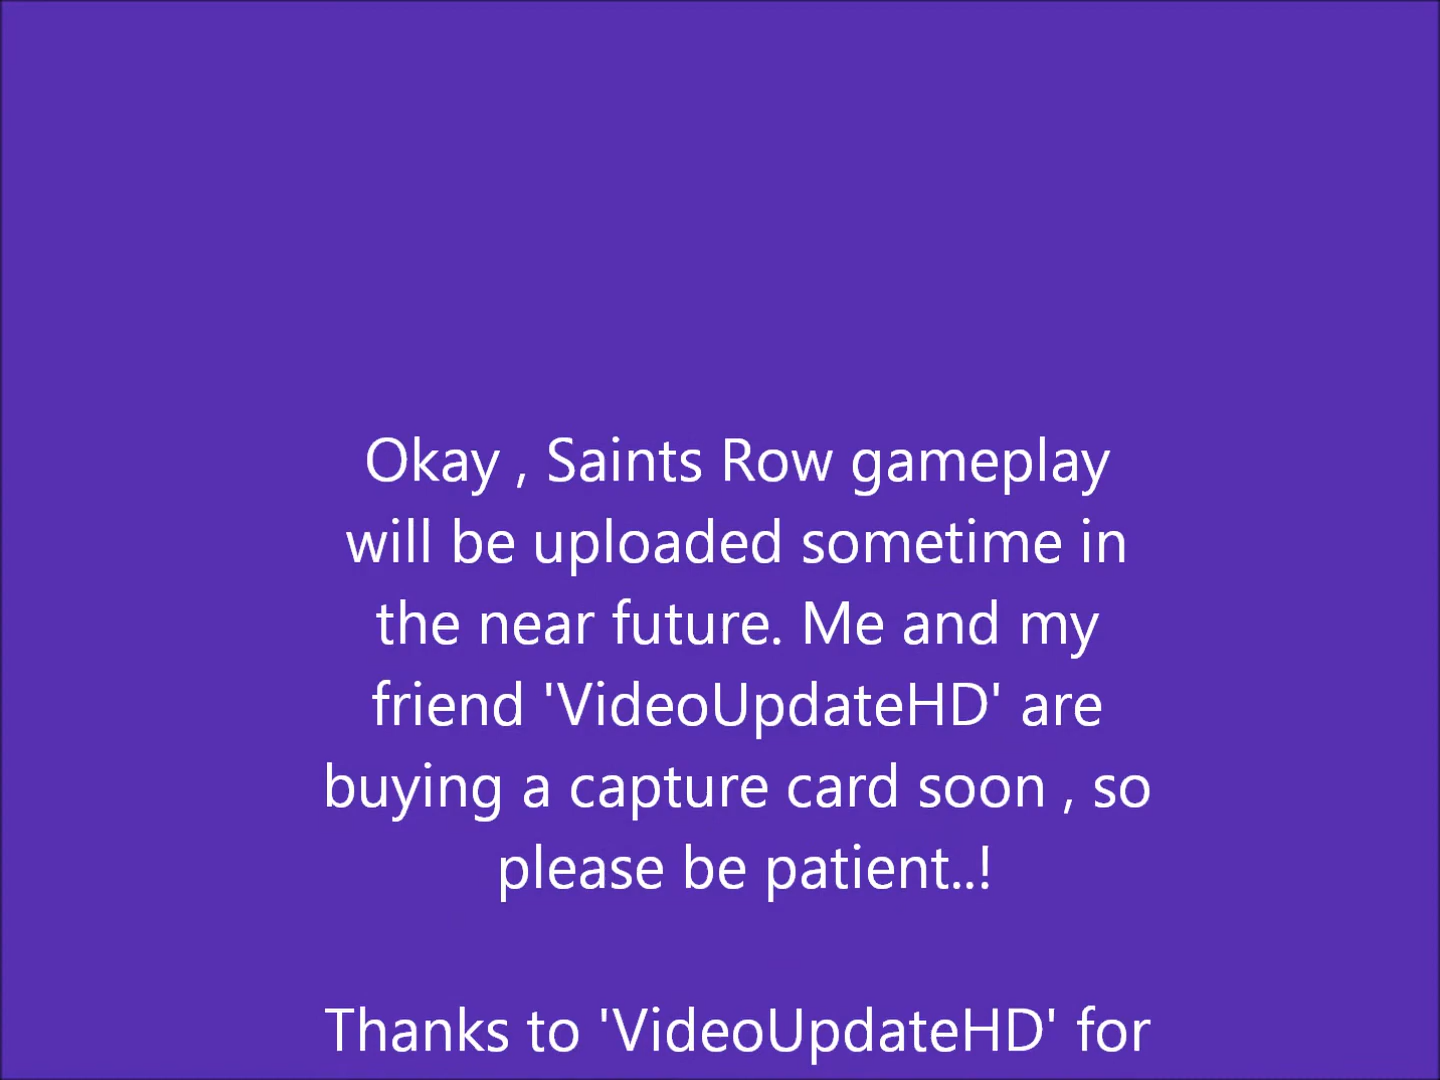 Okay , Saints Row gameplay
will be uploaded sometime in
the near future. Me and my
friend 'VideoUpdateHD' are
buying a capture card soon , so
please be patient..!
Thanks to 'VideoUpdateHD' for